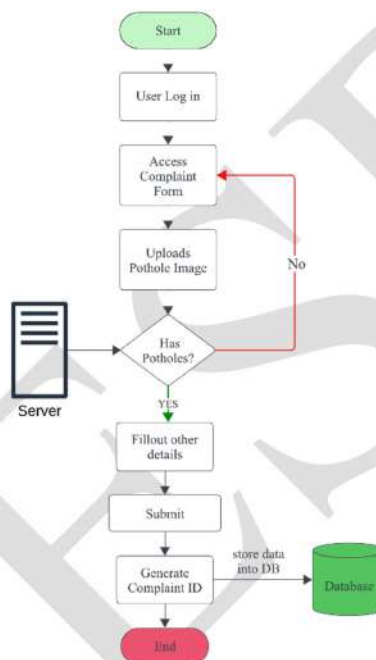 Start
User Log in
Access
Complaint
Form
Uploads
Pothole Image
No
Has
Potholes?
Server
YES
Fillout other
details
Submit
Generate
Complaint ID
store data
into DB
Database
End